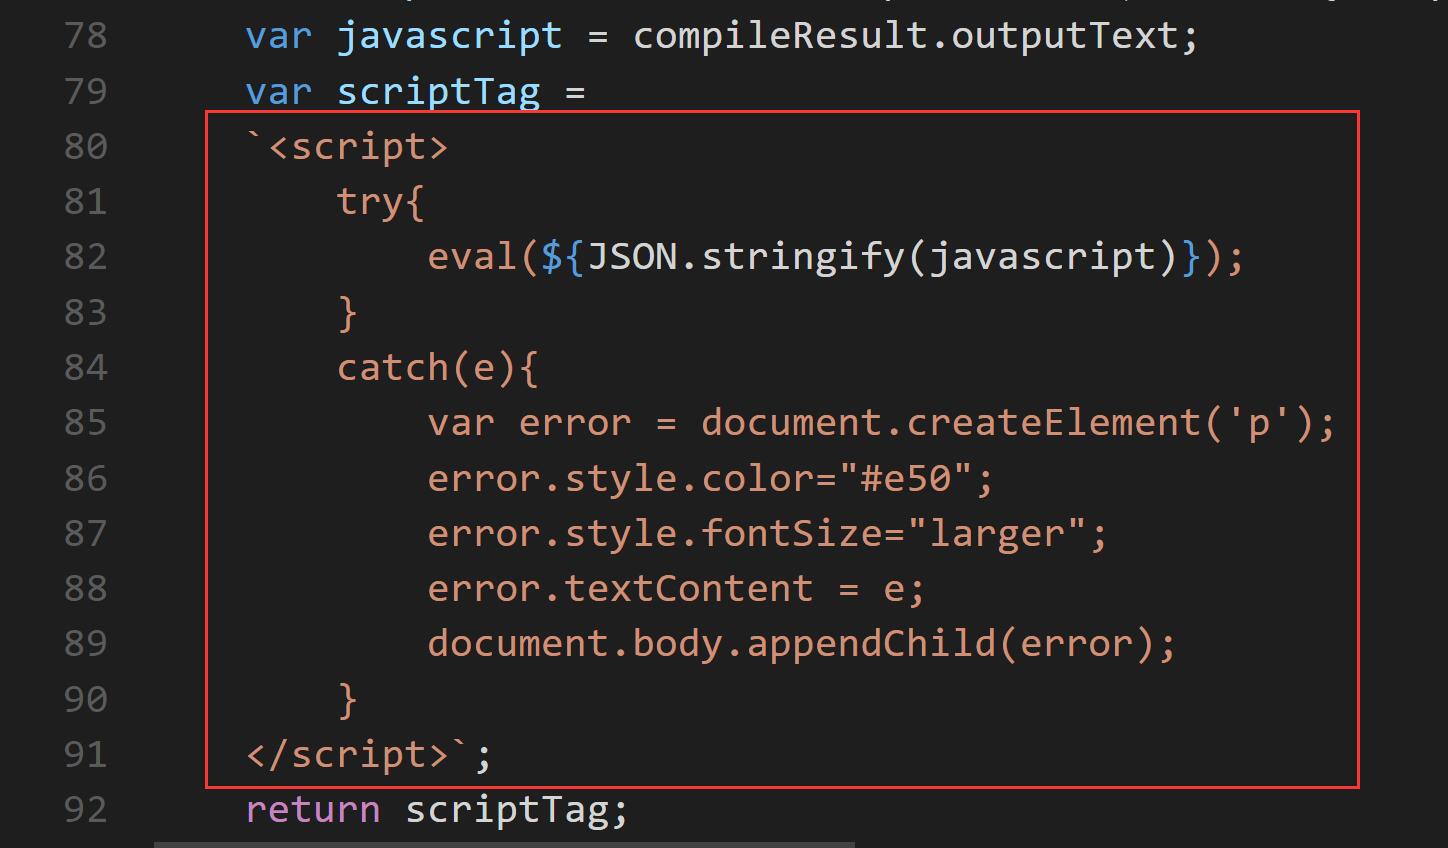 78 var javascript = compileResult.outputText;
79 var scriptTag =
80 `<script>
81 try{
82 eval(${JSON.stringify(javascript)});
83 }
84 catch(e){
85 var error = document.createElement('p');
86 error.style.color="#e50";
87 error.style.fontSize="larger";
88 error.textContent = e;
89 document.body.appendChild(error);
90 }
91 </script>`;
92 return scriptTag;